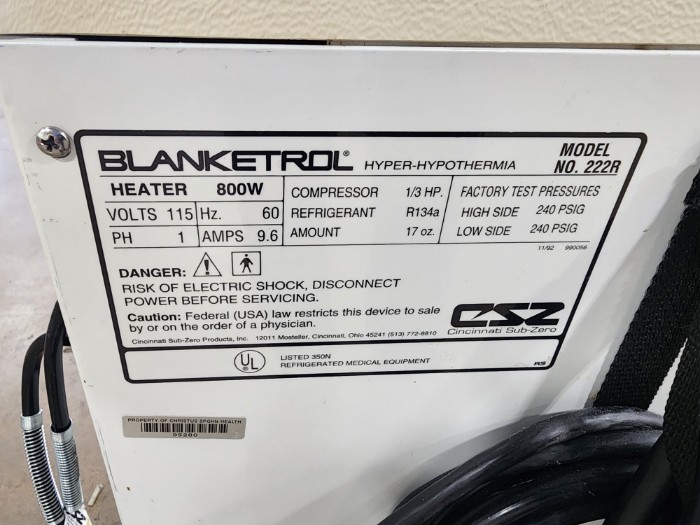 BLANKETROL® HYPER-HYPOTHERMIA MODEL NO. 222R
HEATER 800W
VOLTS 115 Hz. 60
PH 1 AMPS 9.6
COMPRESSOR 1/3 HP.
REFRIGERANT R134a
AMOUNT 17 oz.
FACTORY TEST PRESSURES
HIGH SIDE 240 PSIG
LOW SIDE 240 PSIG
11/92
DANGER:
RISK OF ELECTRIC SHOCK, DISCONNECT
POWER BEFORE SERVICING.
Caution: Federal (USA) law restricts this device to sale
by or on the order of a physician.
CSZ
Cincinnati Sub-Zero
Cincinnati Sub-Zero Products, Inc. 12011 Mosteller, Cincinnati, Ohio 45241 (513) 772-8810
UL
LISTED 350N
REFRIGERATED MEDICAL EQUIPMENT
RS
PROPERTY OF CHRISTUS SPOHN HEALTH